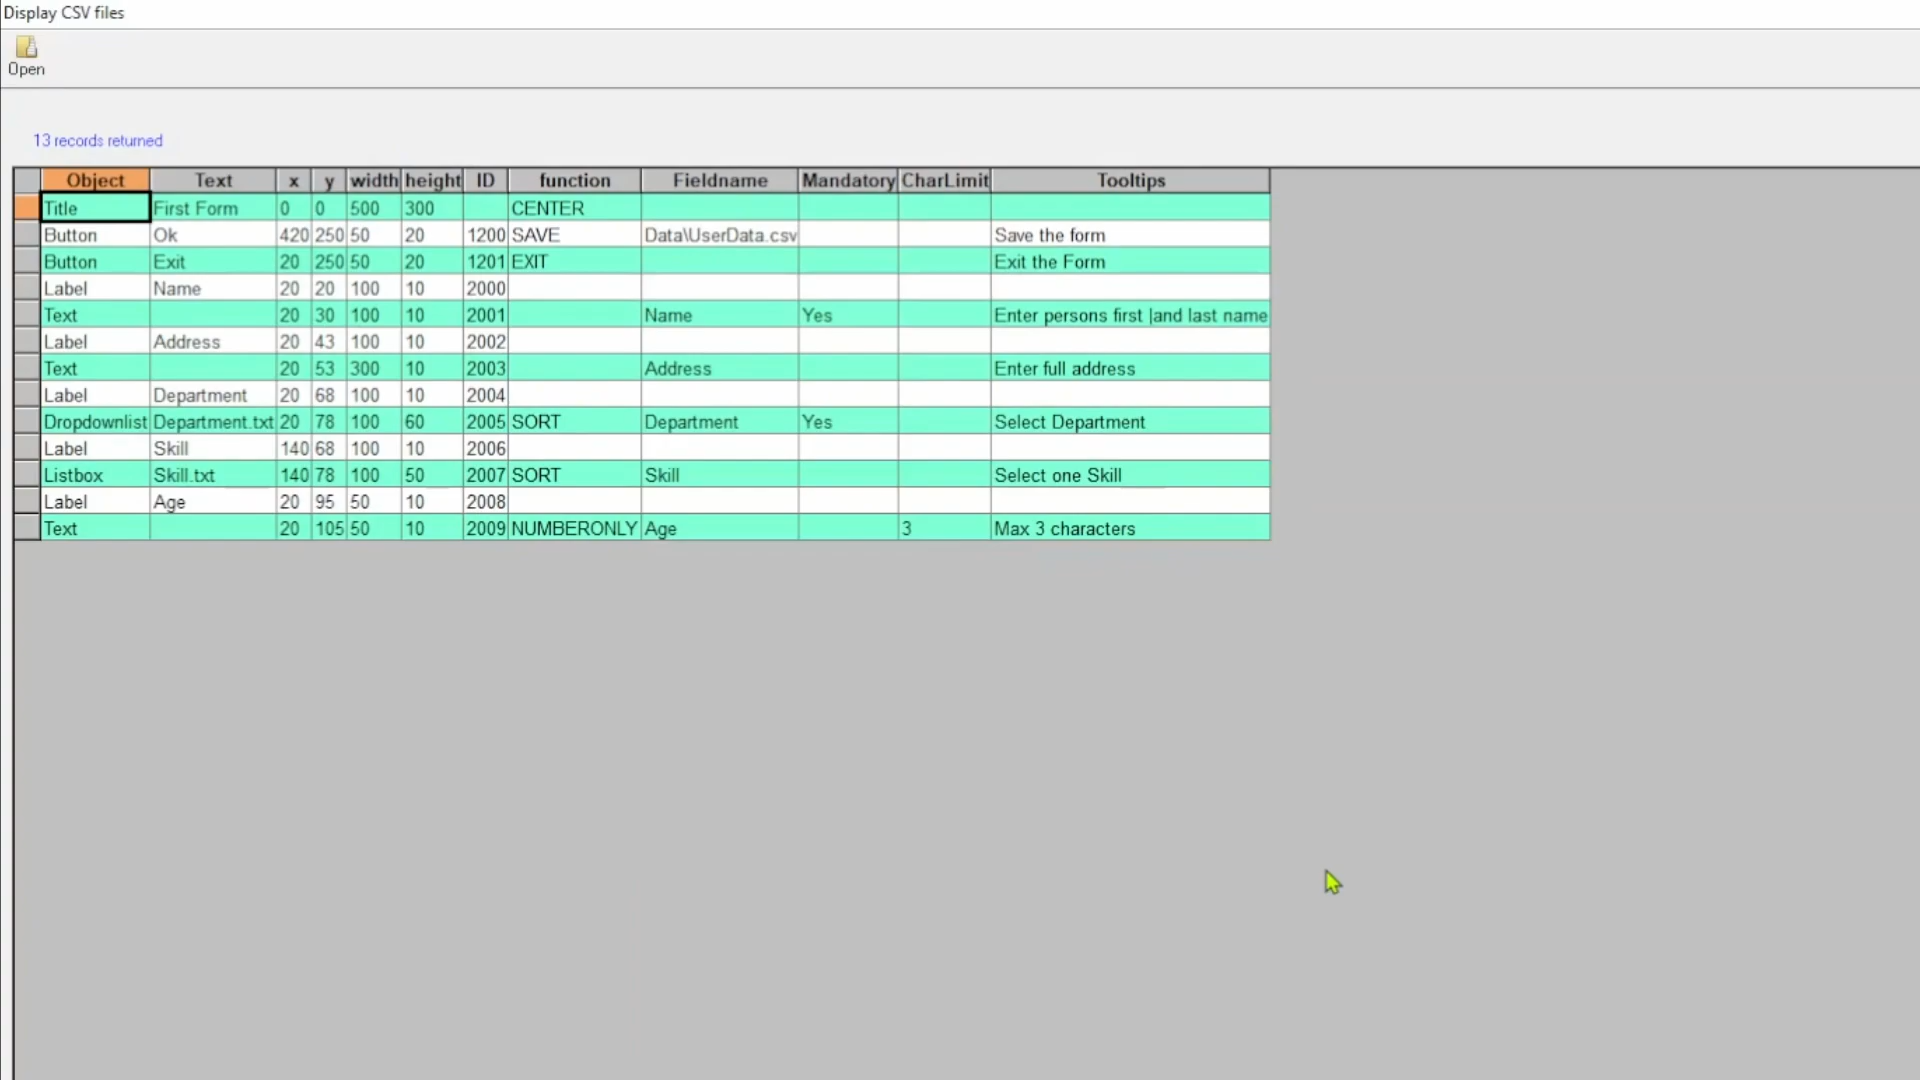 Display CSV files
Open
13 records returned
Object Text x y width height ID function Fieldname Mandatory CharLimit Tooltips
Title First Form 0 0 500 300 CENTER
Button Ok 420 250 50 20 1200 SAVE Data\UserData.csv Save the form
Button Exit 20 250 50 20 1201 EXIT Exit the Form
Label Name 20 20 100 10 2000
Text 20 30 100 10 2001 Name Yes Enter persons first |and last name
Label Address 20 43 100 10 2002
Text 20 53 300 10 2003 Address Enter full address
Label Department 20 68 100 10 2004
Dropdownlist Department.txt 20 78 100 60 2005 SORT Department Yes Select Department
Label Skill 140 68 100 10 2006
Listbox Skill.txt 140 78 100 50 2007 SORT Skill Select one Skill
Label Age 20 95 50 10 2008
Text 20 105 50 10 2009 NUMBERONLY Age 3 Max 3 characters